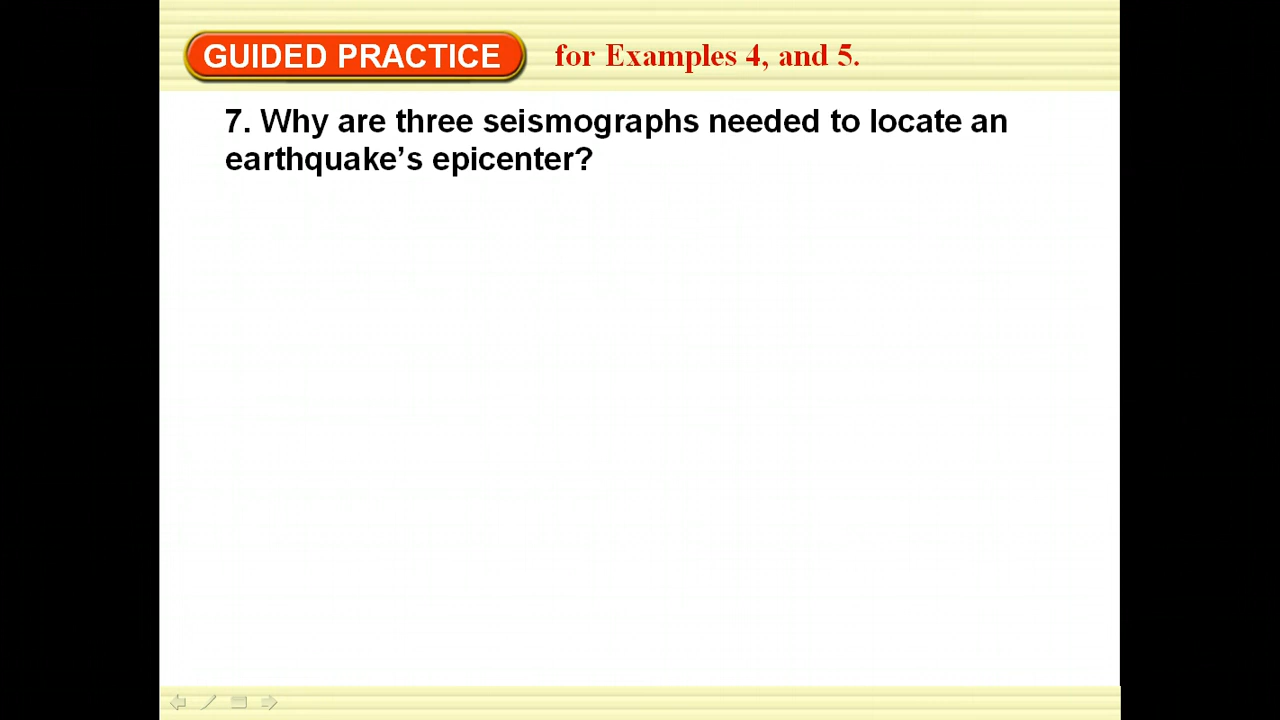 GUIDED PRACTICE for Examples 4, and 5.
7. Why are three seismographs needed to locate an
earthquake’s epicenter?